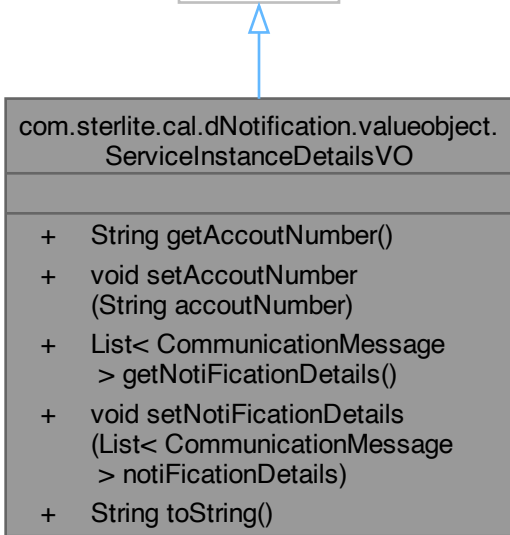 com.sterlite.cal.dNotification.valueobject.
ServiceInstanceDetailsVO
+ String getAccoutNumber()
+ void setAccoutNumber
(String accoutNumber)
+ List< CommunicationMessage
> getNotiFicationDetails()
+ void setNotiFicationDetails
(List< CommunicationMessage
> notiFicationDetails)
+ String toString()